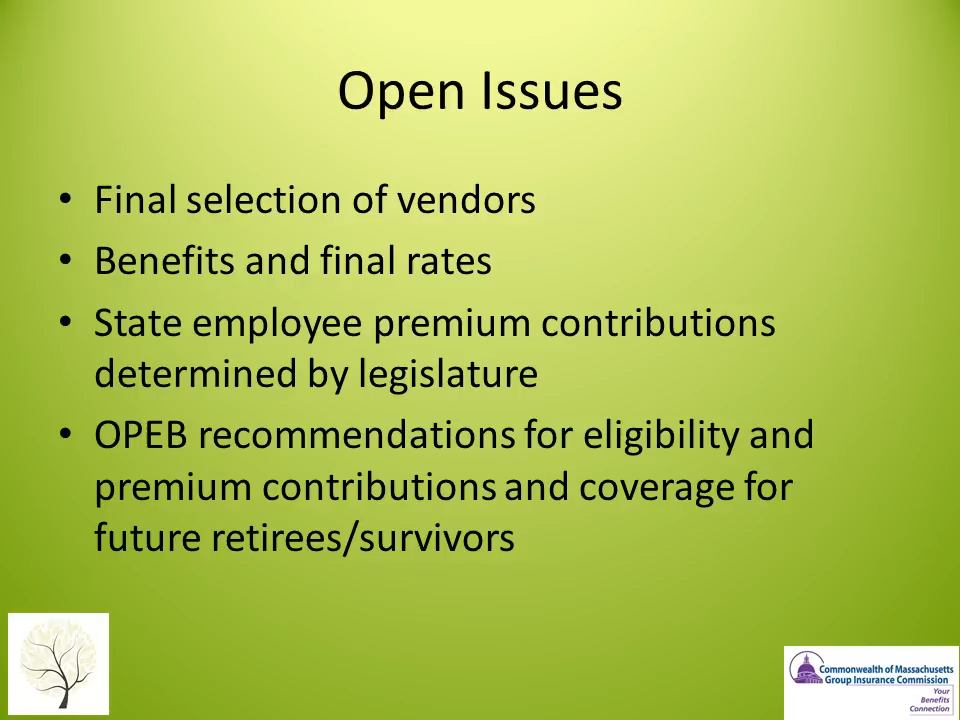 Open Issues
• Final selection of vendors
• Benefits and final rates
• State employee premium contributions
determined by legislature
• OPEB recommendations for eligibility and
premium contributions and coverage for
future retirees/survivors
Commonwealth of Massachusetts
Group Insurance Commission
Your
Benefits
Connection